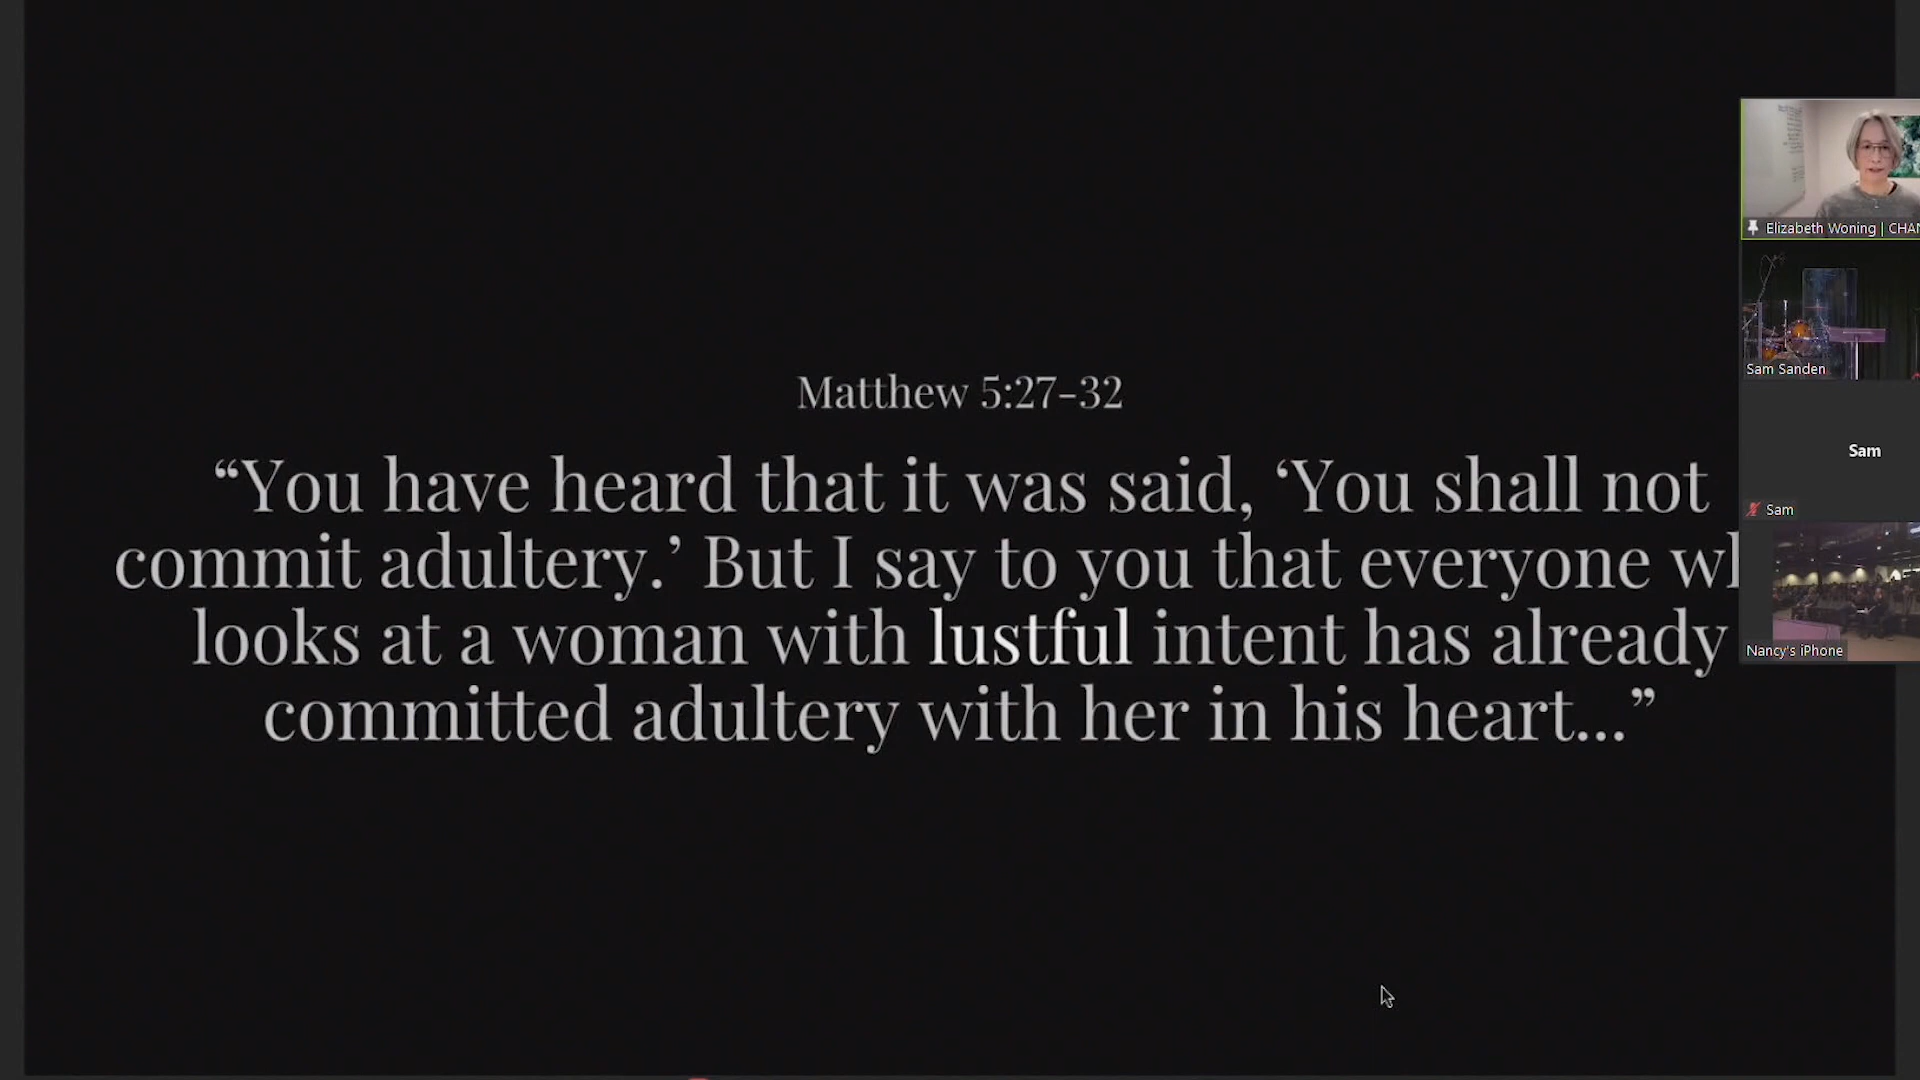 Matthew 5:27-32
“You have heard that it was said, ‘You shall not
commit adultery.’ But I say to you that everyone
looks at a woman with lustful intent has already
committed adultery with her in his heart...”
Elizabeth Woning |
Sam Sanden
Sam
Sam
Nancy's iPhone